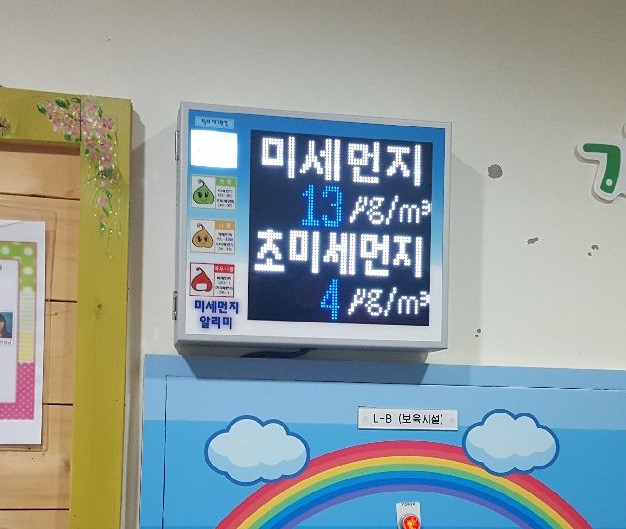 미세먼지
13 μg/m³
초미세먼지
4 μg/m³
미세먼지
알리미
L-B (보육시설)